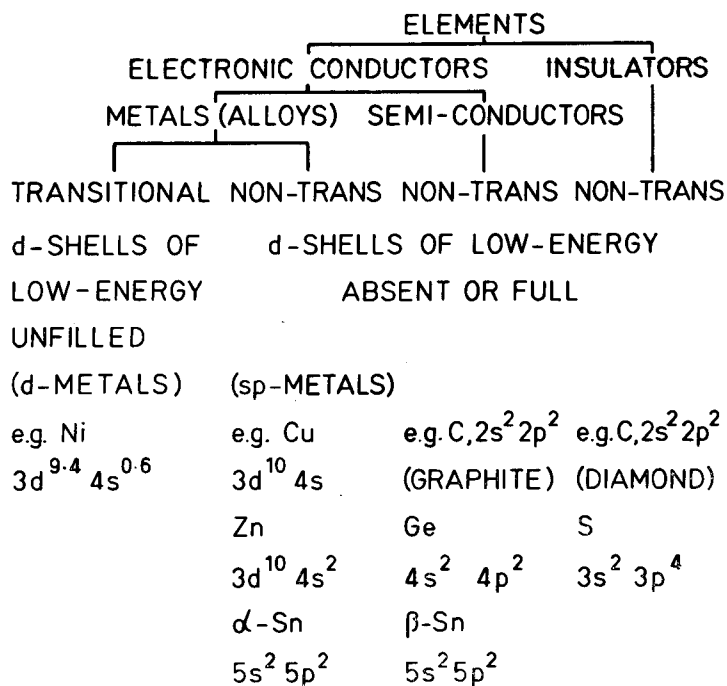 ELEMENTS
ELECTRONIC CONDUCTORS INSULATORS
METALS (ALLOYS) SEMI-CONDUCTORS
TRANSITIONAL NON-TRANS NON-TRANS NON-TRANS
d-SHELLS OF d-SHELLS OF LOW-ENERGY
LOW-ENERGY ABSENT OR FULL
UNFILLED
(d-METALS) (sp-METALS)
e.g. Ni e.g. Cu e.g. C, 2s² 2p² e.g. C, 2s² 2p²
3d⁹·⁴ 4s⁰·⁶ 3d¹⁰ 4s (GRAPHITE) (DIAMOND)
Zn Ge S
3d¹⁰ 4s² 4s² 4p² 3s² 3p⁴
α-Sn β-Sn
5s² 5p² 5s² 5p²